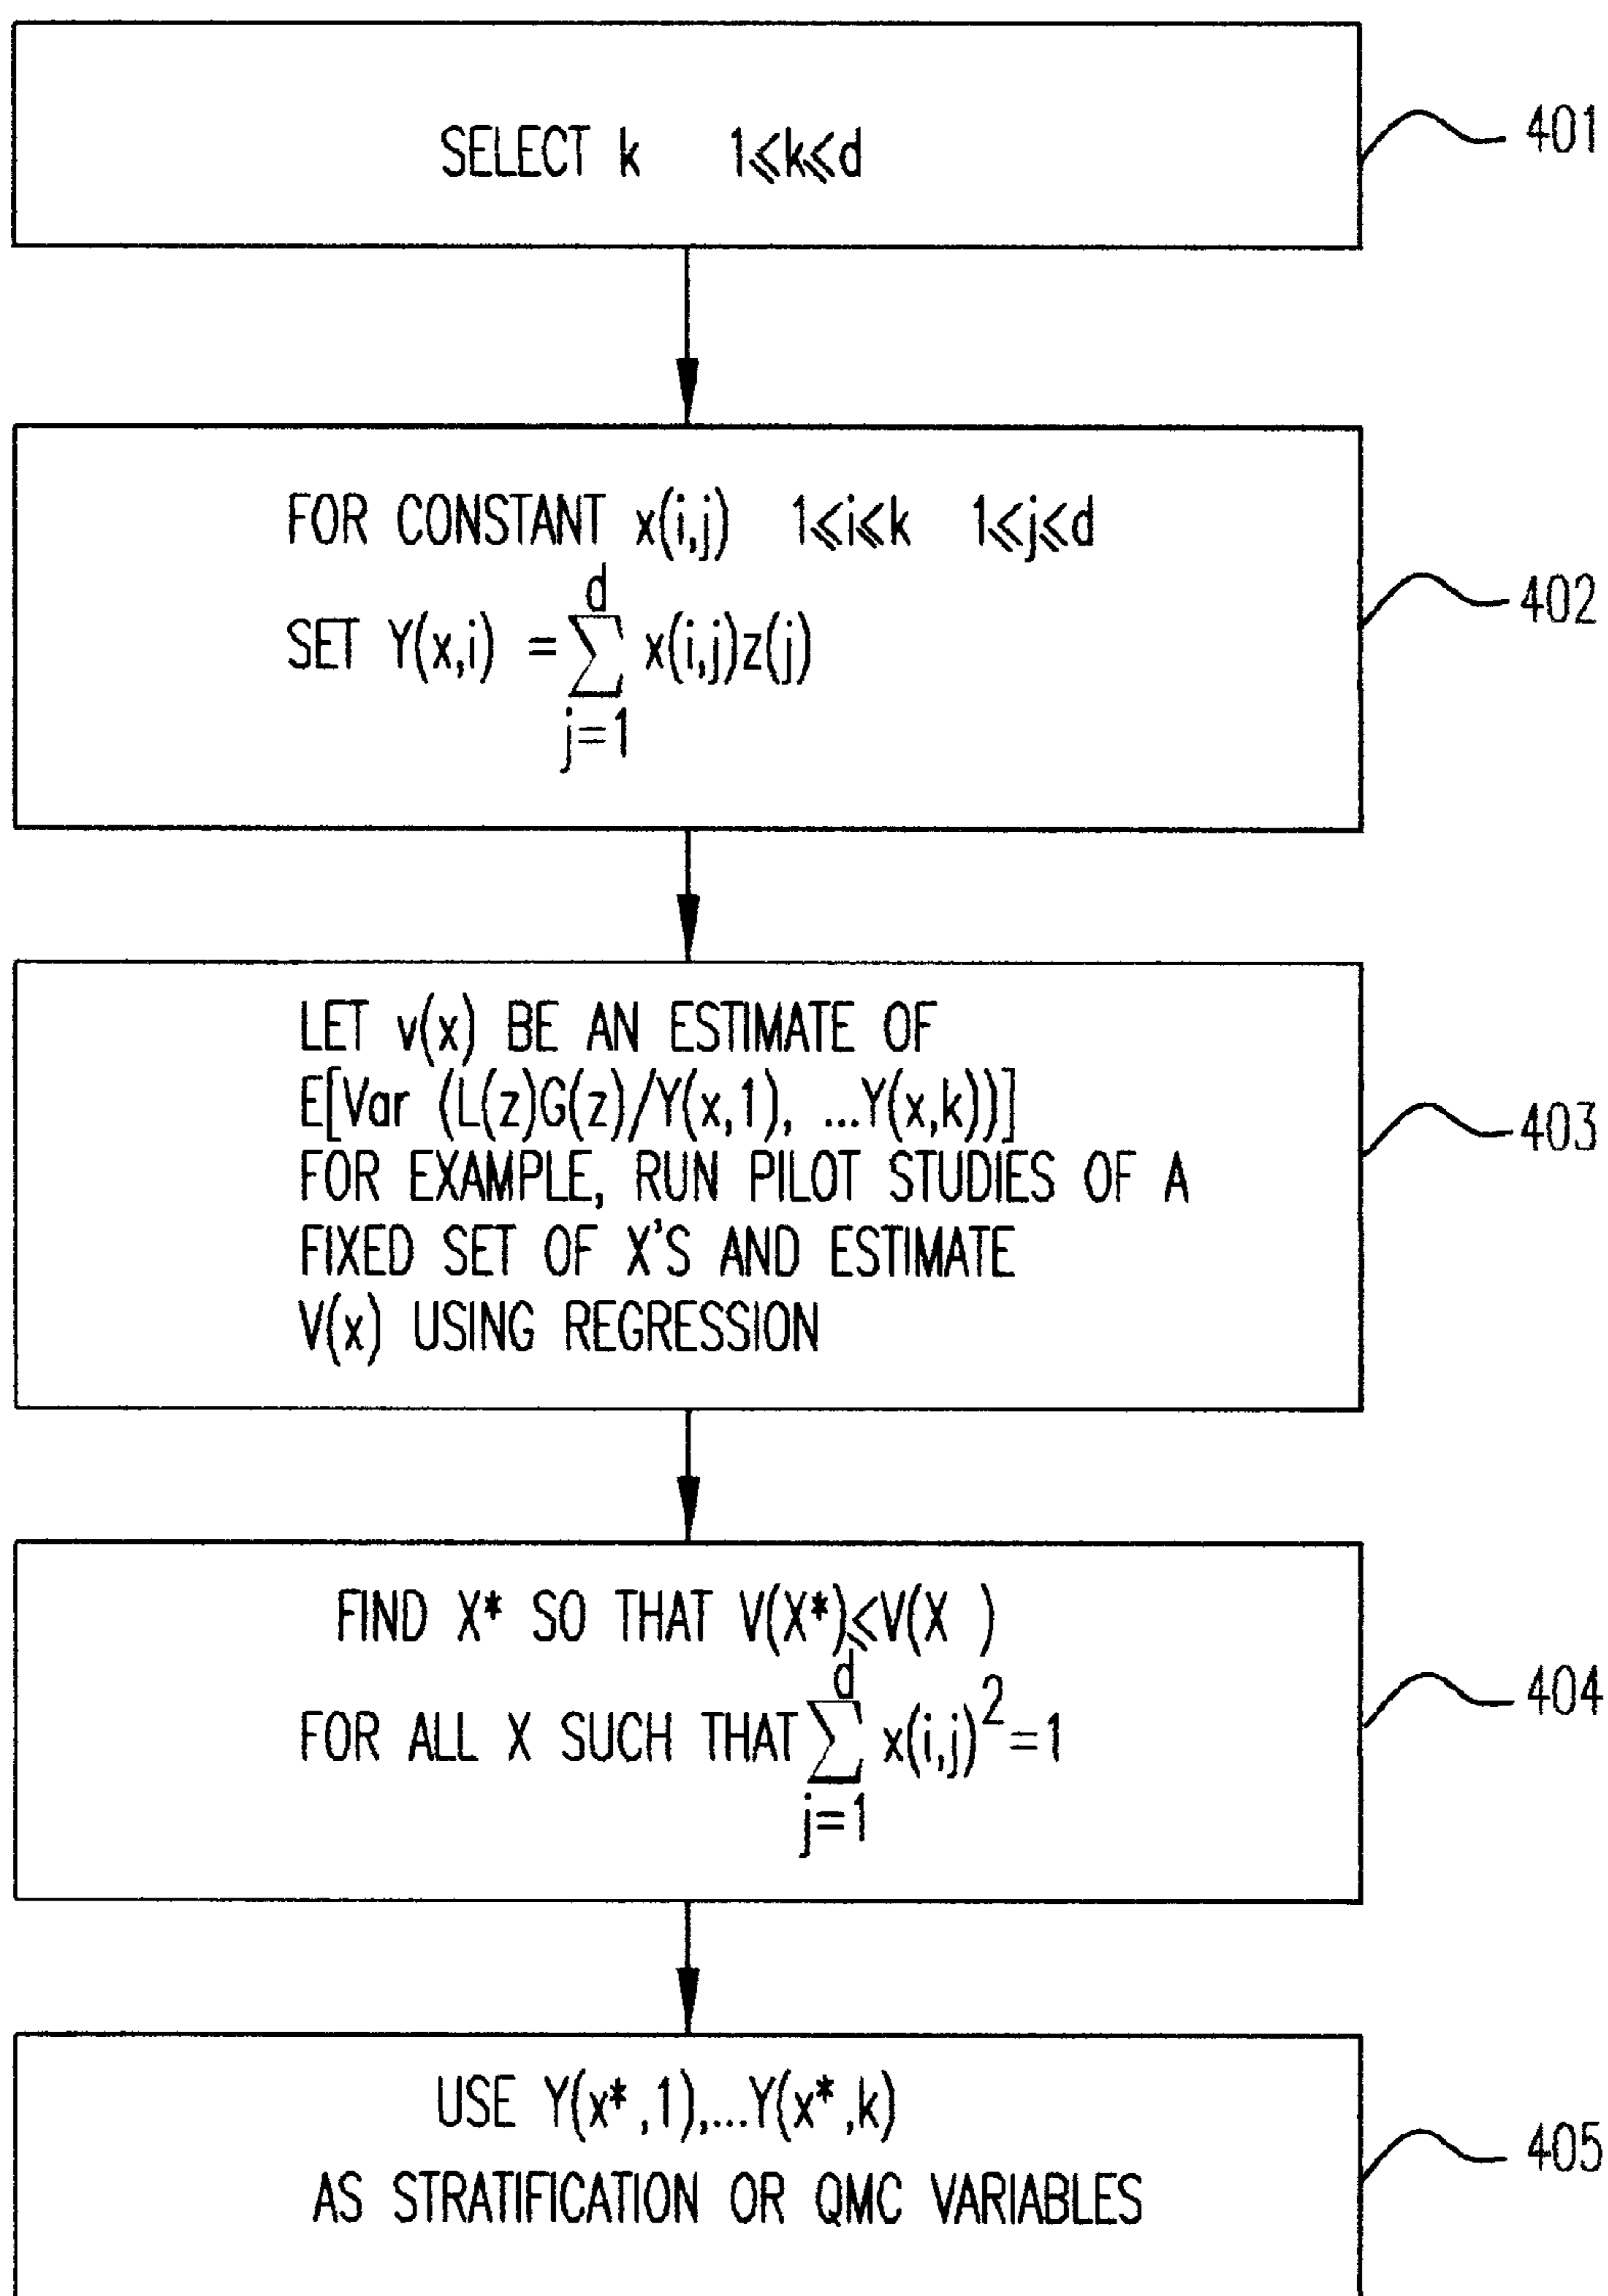 SELECT k 1≤k≤d
401
FOR CONSTANT x(i,j) 1≤i≤k 1≤j≤d
d
SET Y(x,i) =∑ x(i,j)z(j)
j=1
402
LET v(x) BE AN ESTIMATE OF
E[Var (L(z)G(z)/Y(x,1), ...Y(x,k))]
FOR EXAMPLE, RUN PILOT STUDIES OF A
FIXED SET OF X'S AND ESTIMATE
V(x) USING REGRESSION
403
FIND X* SO THAT V(X*)≤V(X )
d
FOR ALL X SUCH THAT ∑ x(i,j)²=1
j=1
404
USE Y(x*,1),...Y(x*,k)
AS STRATIFICATION OR QMC VARIABLES
405